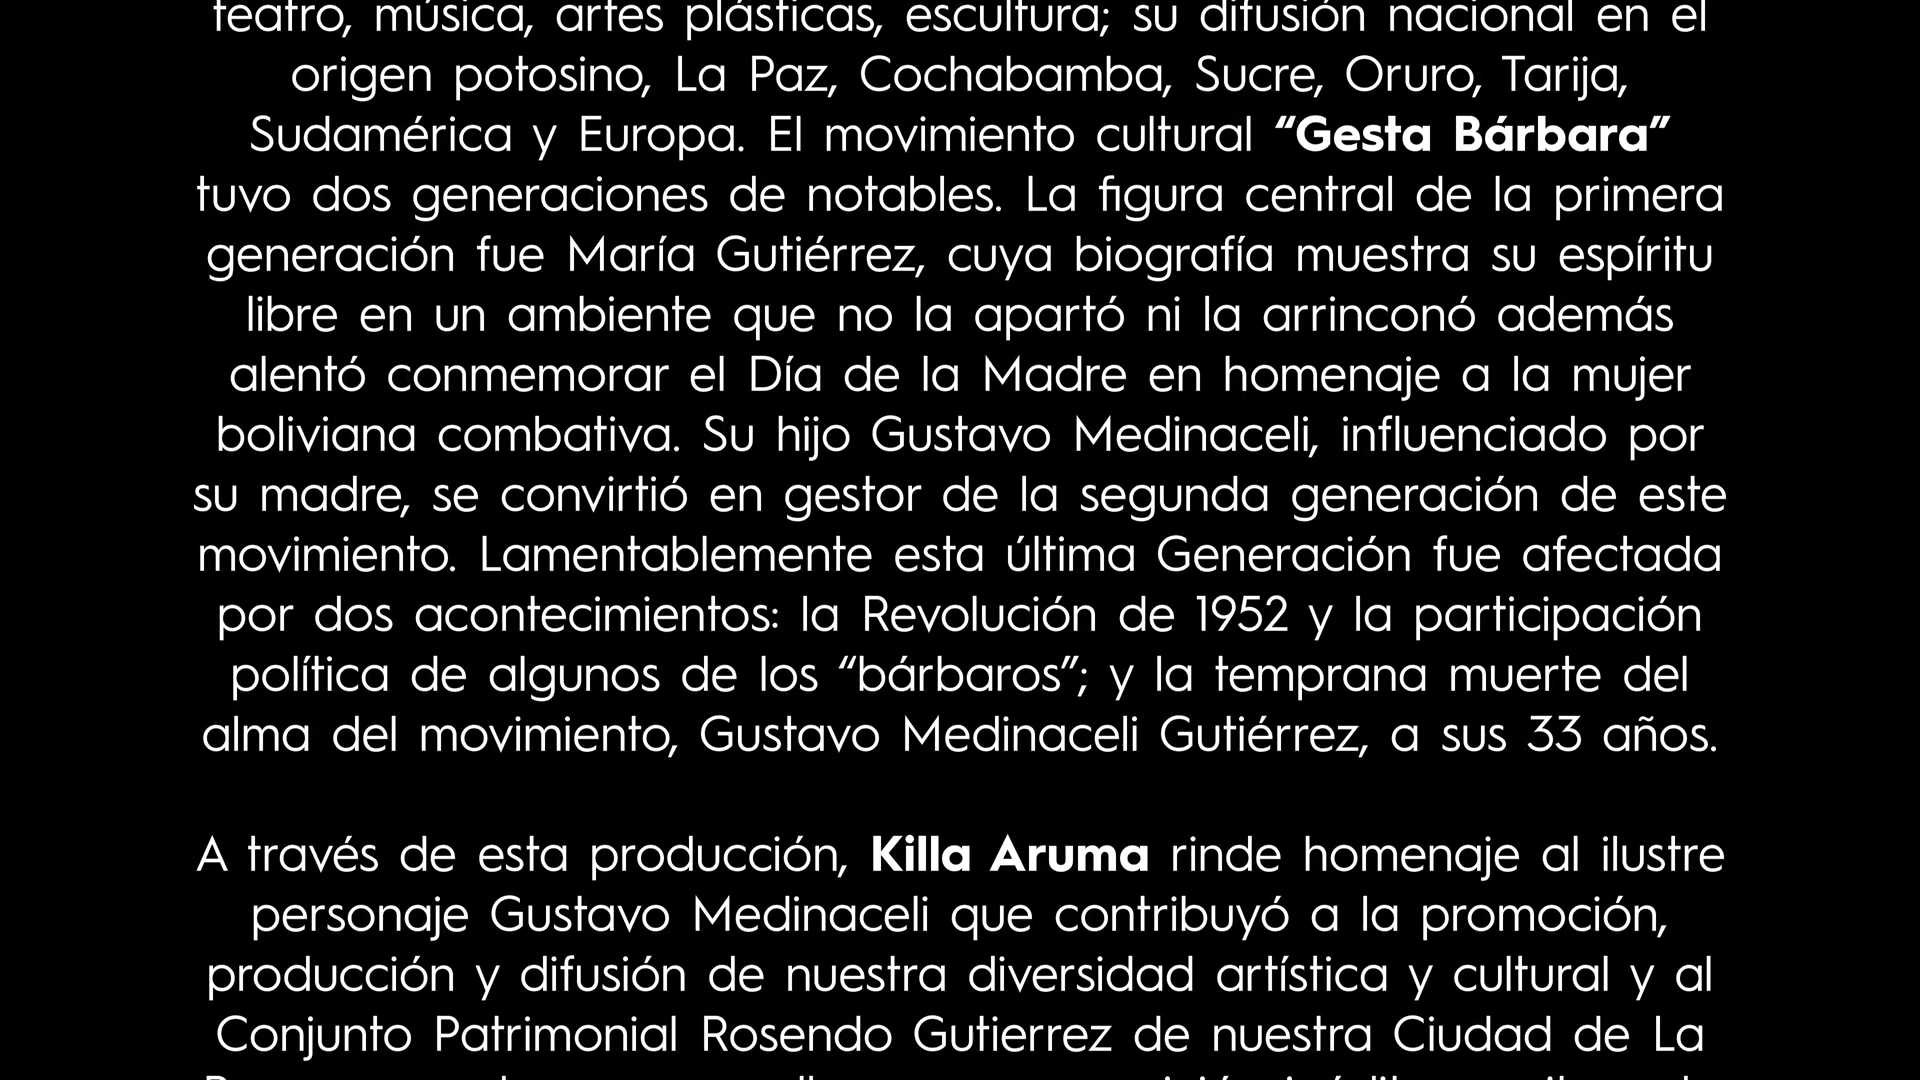 teatro, música, artes plásticas, escultura; su difusión nacional en el
origen potosino, La Paz, Cochabamba, Sucre, Oruro, Tarija,
Sudamérica y Europa. El movimiento cultural “Gesta Bárbara”
tuvo dos generaciones de notables. La figura central de la primera
generación fue María Gutiérrez, cuya biografía muestra su espíritu
libre en un ambiente que no la apartó ni la arrinconó además
alentó conmemorar el Día de la Madre en homenaje a la mujer
boliviana combativa. Su hijo Gustavo Medinaceli, influenciado por
su madre, se convirtió en gestor de la segunda generación de este
movimiento. Lamentablemente esta última Generación fue afectada
por dos acontecimientos: la Revolución de 1952 y la participación
política de algunos de los “bárbaros”; y la temprana muerte del
alma del movimiento, Gustavo Medinaceli Gutiérrez, a sus 33 años.
A través de esta producción, Killa Aruma rinde homenaje al ilustre
personaje Gustavo Medinaceli que contribuyó a la promoción,
producción y difusión de nuestra diversidad artística y cultural y al
Conjunto Patrimonial Rosendo Gutierrez de nuestra Ciudad de La